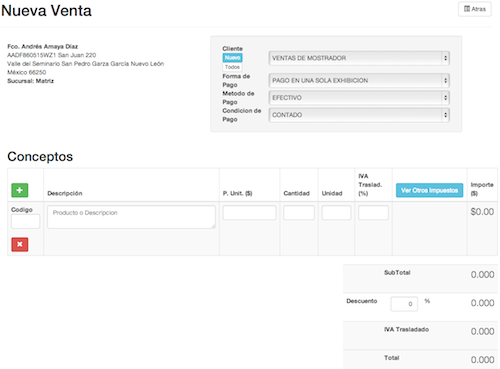 Nueva Venta
Atras
Fco. Andrés Amaya Diaz
AADF860515WZ1 San Juan 220
Valle del Seminario San Pedro Garza García Nuevo León
México 66250
Sucursal: Matriz
Cliente
Nuevo
Todos
VENTAS DE MOSTRADOR
Forma de
Pago
PAGO EN UNA SOLA EXHIBICION
Metodo de
Pago
EFECTIVO
Condicion de
Pago
CONTADO
Conceptos
Descripción
P. Unit. ($)
Cantidad
Unidad
IVA
Traslad.
(%)
Ver Otros Impuestos
Importe
($)
Codigo
Producto o Descripcion
$0.00
SubTotal
0.000
Descuento
0
%
0.000
IVA Trasladado
0.000
Total
0.000